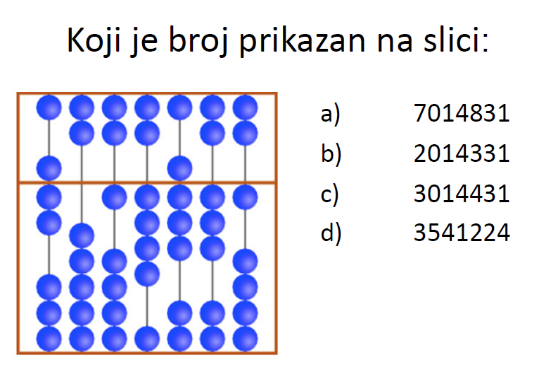 Koji je broj prikazan na slici:
a) 7014831
b) 2014331
c) 3014431
d) 3541224